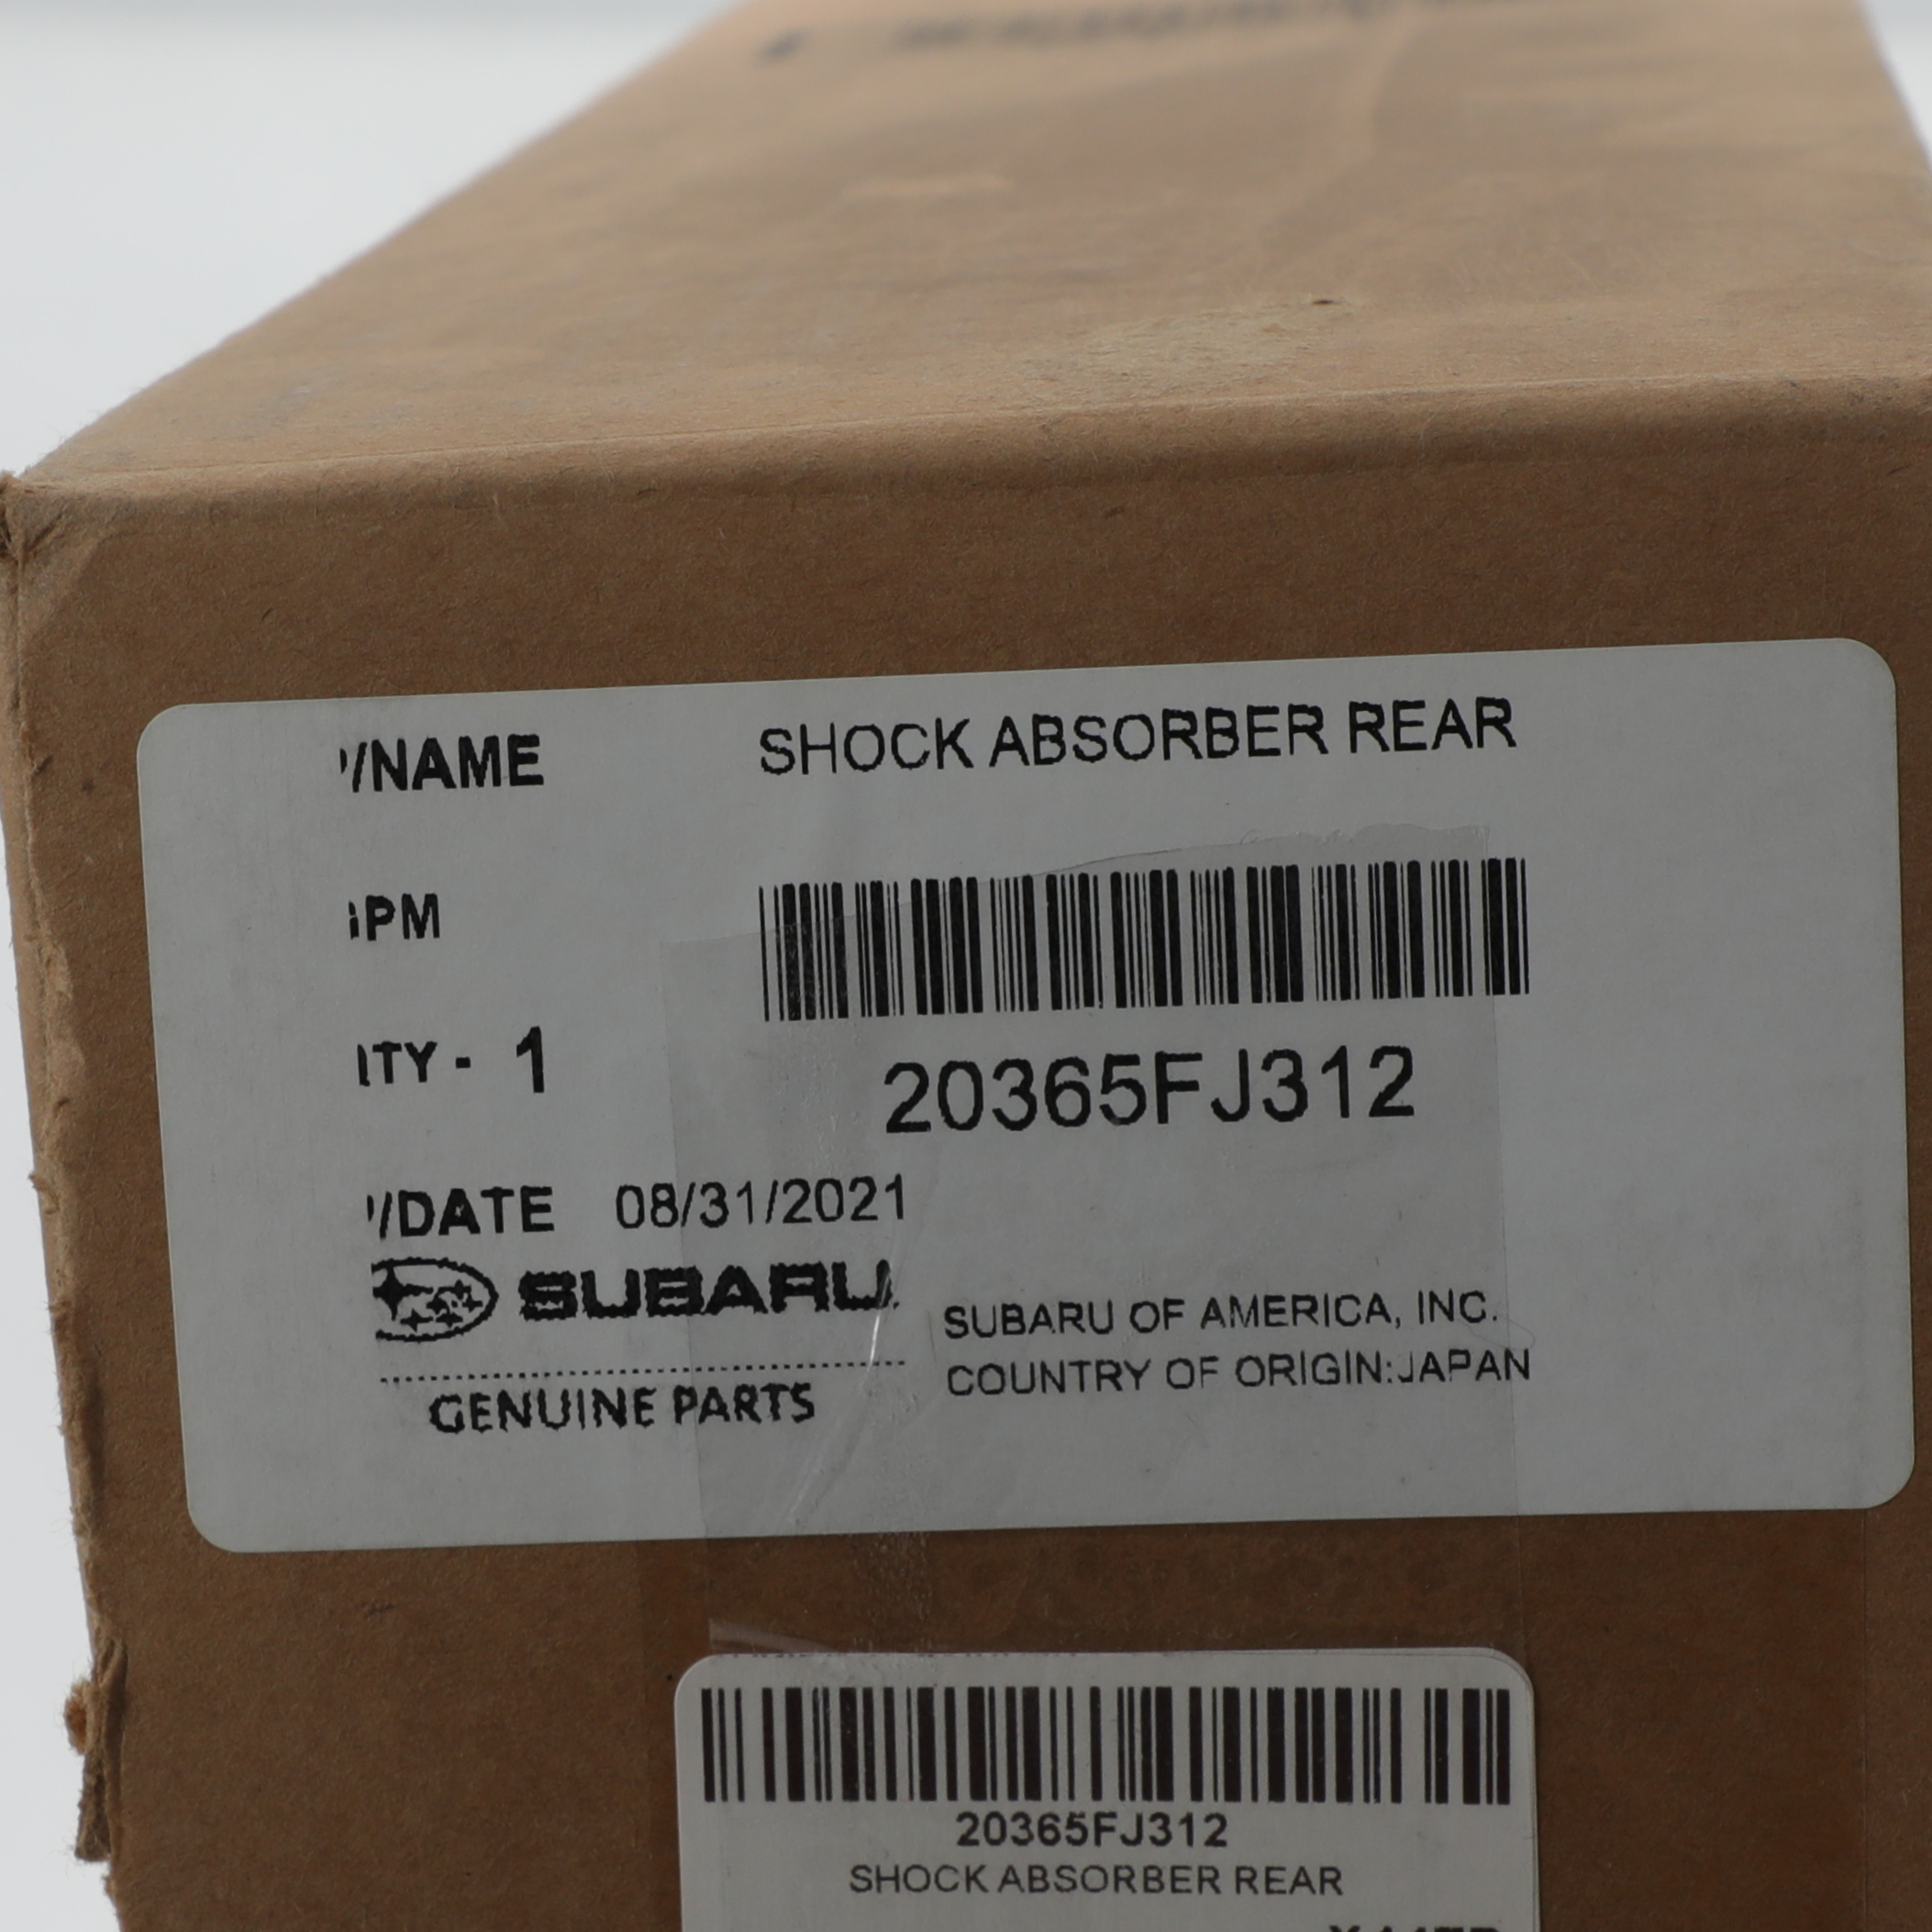 /NAME SHOCK ABSORBER REAR
PM
ITY - 1
20365FJ312
/DATE 08/31/2021
SUBARU
GENUINE PARTS
SUBARU OF AMERICA, INC.
COUNTRY OF ORIGIN:JAPAN
20365FJ312
SHOCK ABSORBER REAR